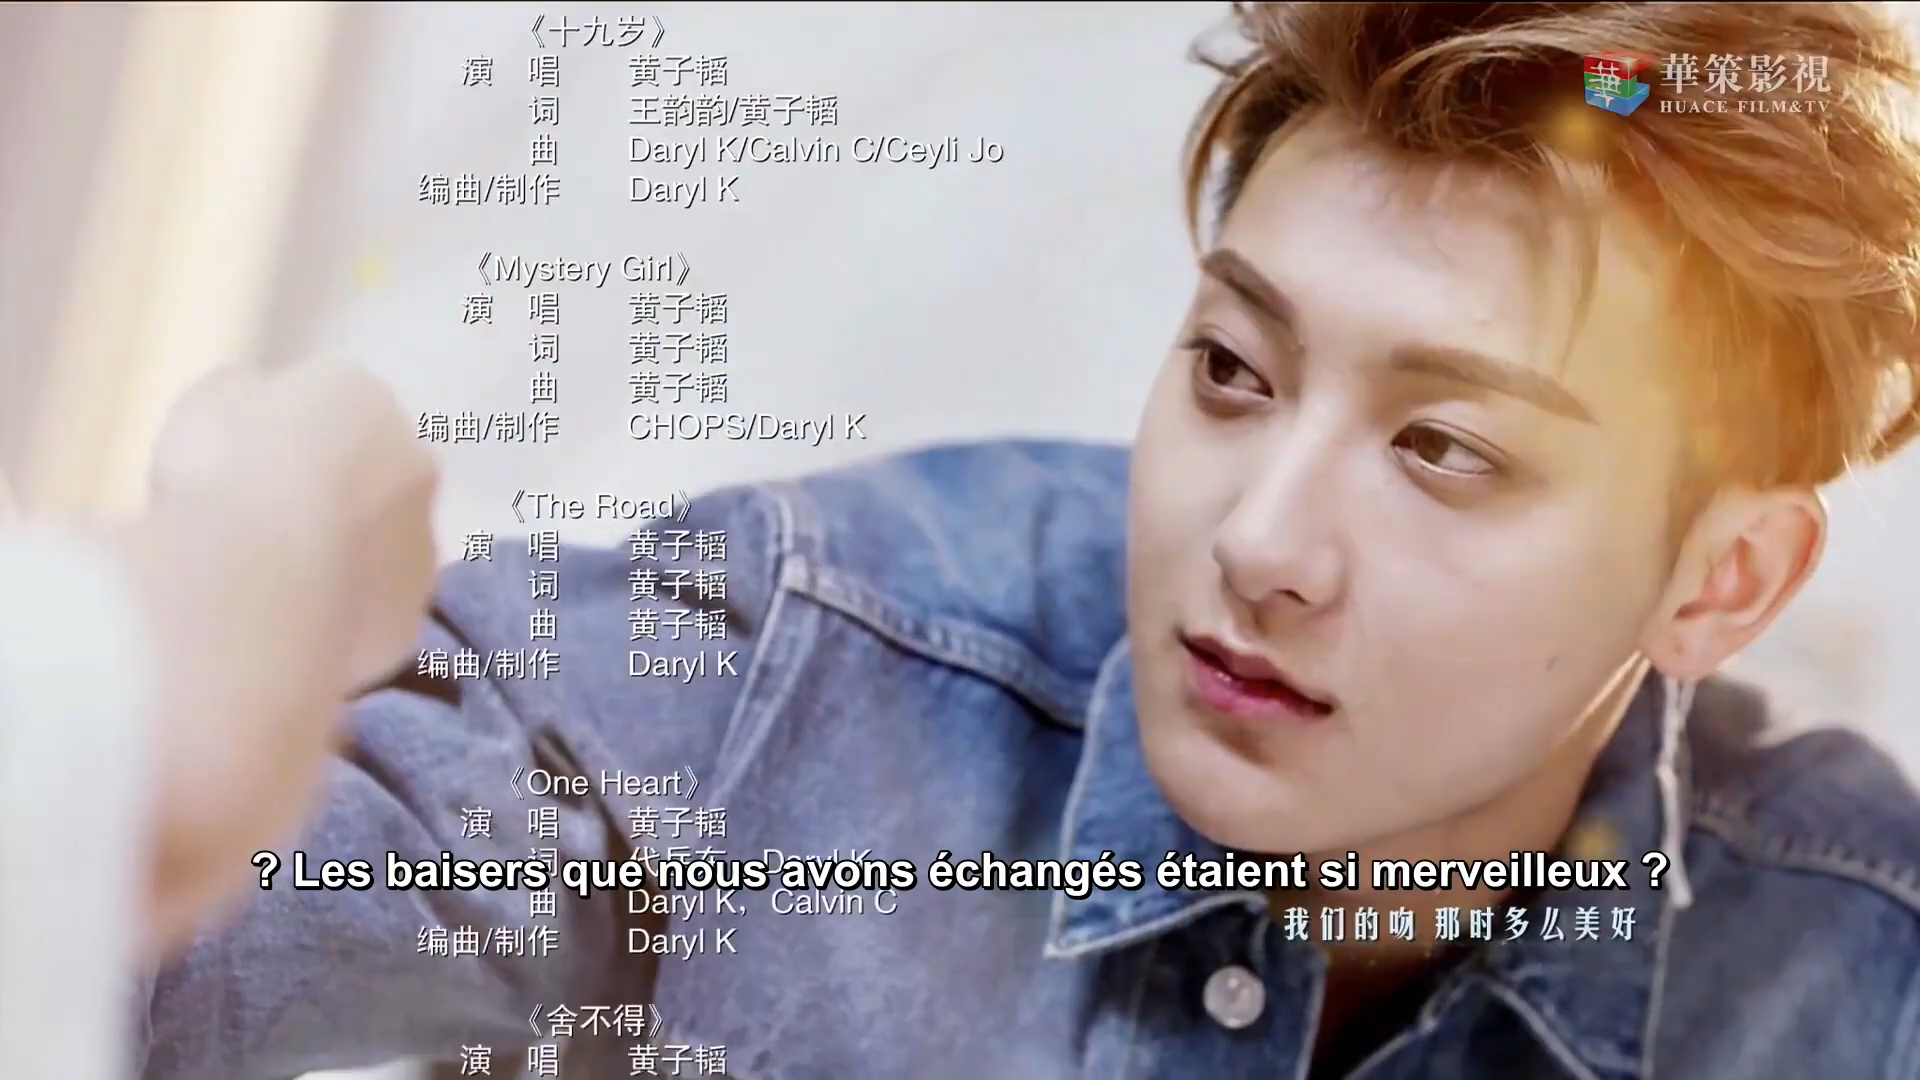 《十九岁》
演 唱 黄子韬
词 王韵韵/黄子韬
曲 Daryl K/Calvin C/Ceyli Jo
编曲/制作 Daryl K
華策影視
HUACE FILM&TV
《Mystery Girl》
演 唱 黄子韬
词 黄子韬
曲 黄子韬
编曲/制作 CHOPS/Daryl K
《The Road》
演 唱 黄子韬
词 黄子韬
曲 黄子韬
编曲/制作 Daryl K
《One Heart》
演 唱 黄子韬
词 Daryl K
? Les baisers que nous avons échangés étaient si merveilleux ?
曲 Daryl K，Calvin C
我们的吻 那时多么美好
编曲/制作 Daryl K
《舍不得》
演 唱 黄子韬